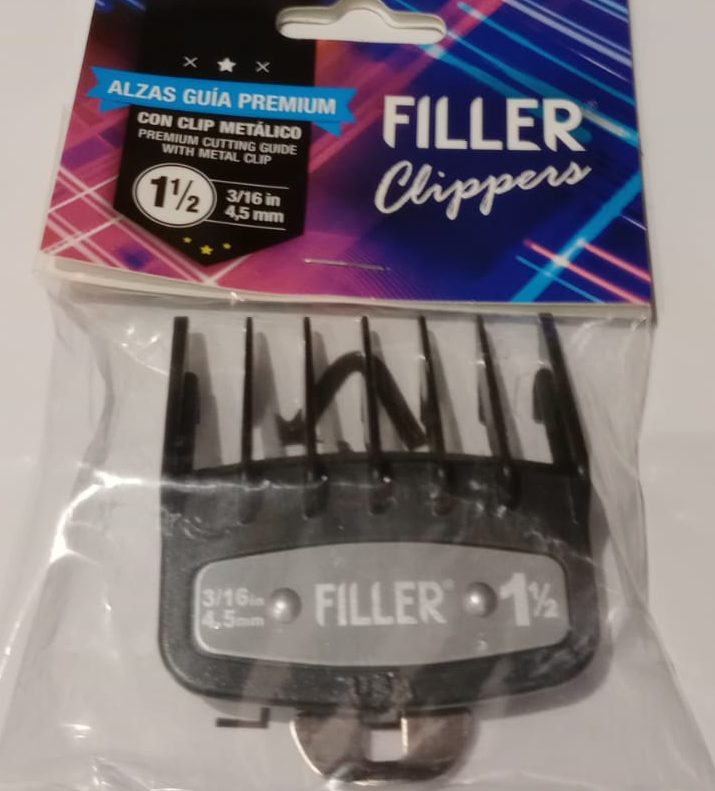 ALZAS GUÍA PREMIUM
CON CLIP METÁLICO
PREMIUM CUTTING GUIDE
WITH METAL CLIP
1½
3/16 in
4,5 mm
FILLER®
Clippers
3/16in
4.5mm
FILLER®
1½
USA